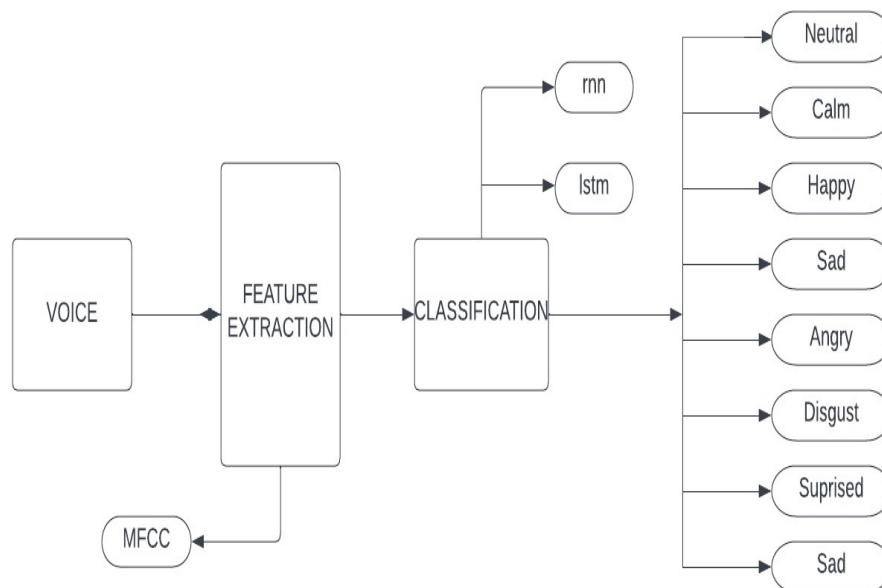 Neutral
rnn
Calm
lstm
Happy
VOICE
FEATURE
EXTRACTION
CLASSIFICATION
Sad
Angry
Disgust
MFCC
Suprised
Sad